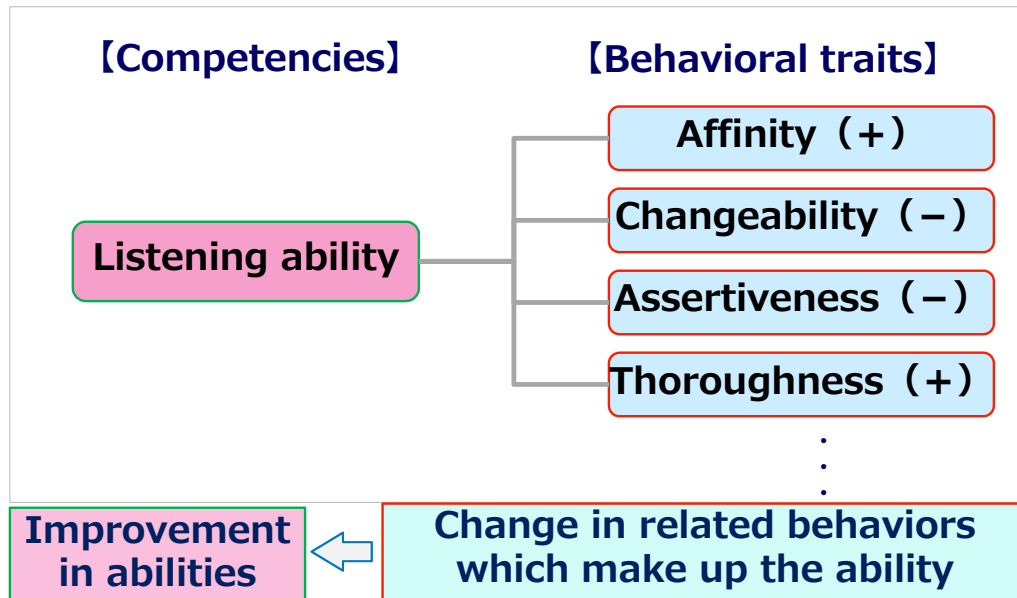 【Competencies】
【Behavioral traits】
Affinity（+）
Changeability（−）
Listening ability
Assertiveness（−）
Thoroughness（+）
・
・
・
Improvement
in abilities
Change in related behaviors
which make up the ability